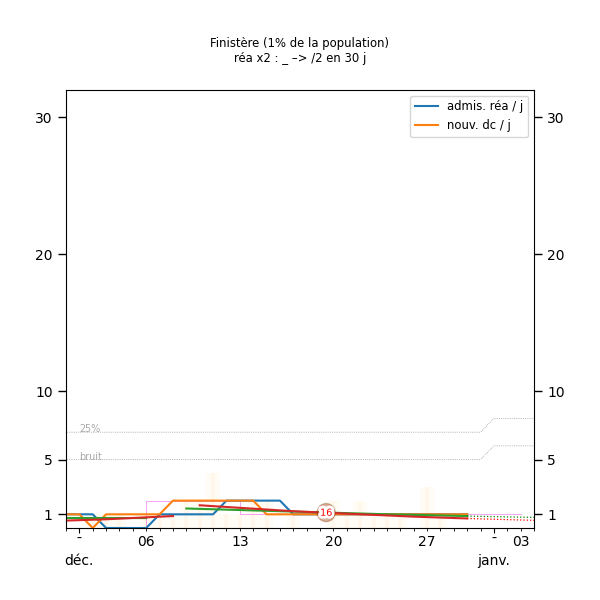 Finistère (1% de la population)
réa x2 : _ –> /2 en 30 j
admis. réa / j
nouv. dc / j
30 30
20 20
10 10
25%
bruit
5 5
16
1 1
- 06 13 20 27 - 03
déc. janv.